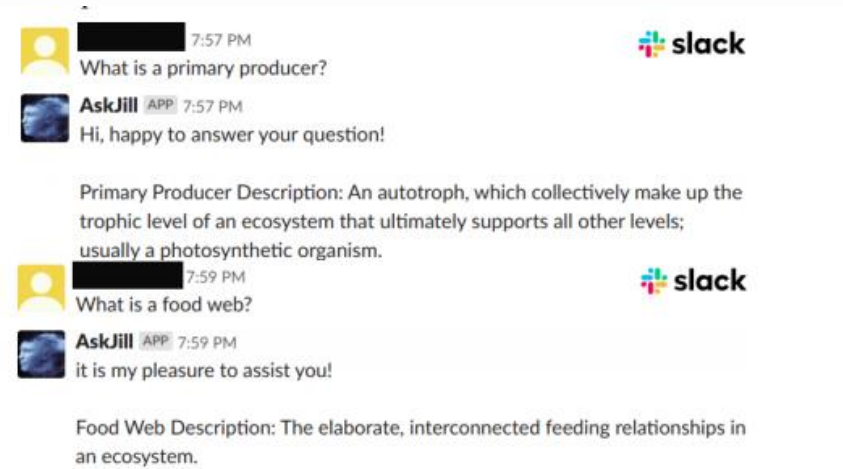 7:57 PM
slack
What is a primary producer?
AskJill APP 7:57 PM
Hi, happy to answer your question!
Primary Producer Description: An autotroph, which collectively make up the
trophic level of an ecosystem that ultimately supports all other levels;
usually a photosynthetic organism.
7:59 PM
slack
What is a food web?
AskJill APP 7:59 PM
it is my pleasure to assist you!
Food Web Description: The elaborate, interconnected feeding relationships in
an ecosystem.